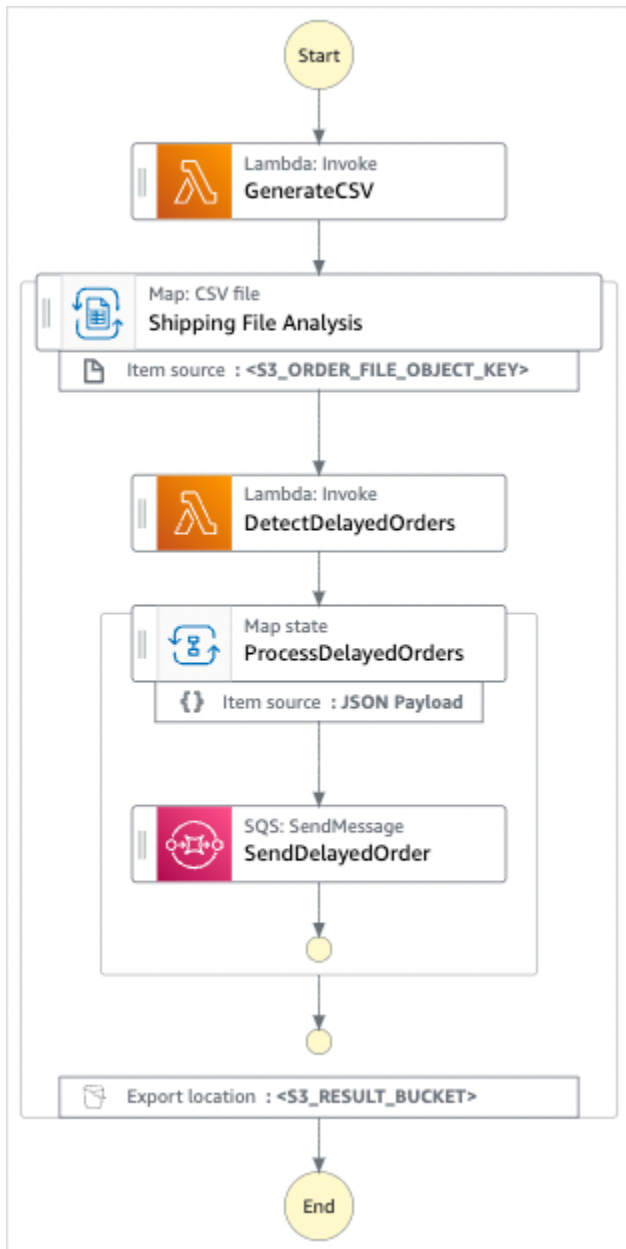 Start
Lambda: Invoke
GenerateCSV
Map: CSV file
Shipping File Analysis
Item source : <S3_ORDER_FILE_OBJECT_KEY>
Lambda: Invoke
DetectDelayedOrders
Map state
ProcessDelayedOrders
{} Item source : JSON Payload
SQS: SendMessage
SendDelayedOrder
Export location : <S3_RESULT_BUCKET>
End